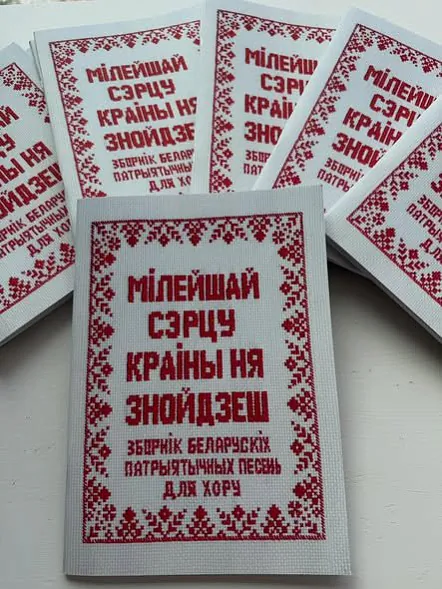 МІЛЕЙШАЙ
СЭРЦУ
КРАІНЫ НЯ
ЗНОЙДЗЕШ
ЗБОРНІК БЕЛАРУСКІХ
ПАТРЫЯТЫЧНЫХ ПЕСЕНЬ
ДЛЯ ХОРУ